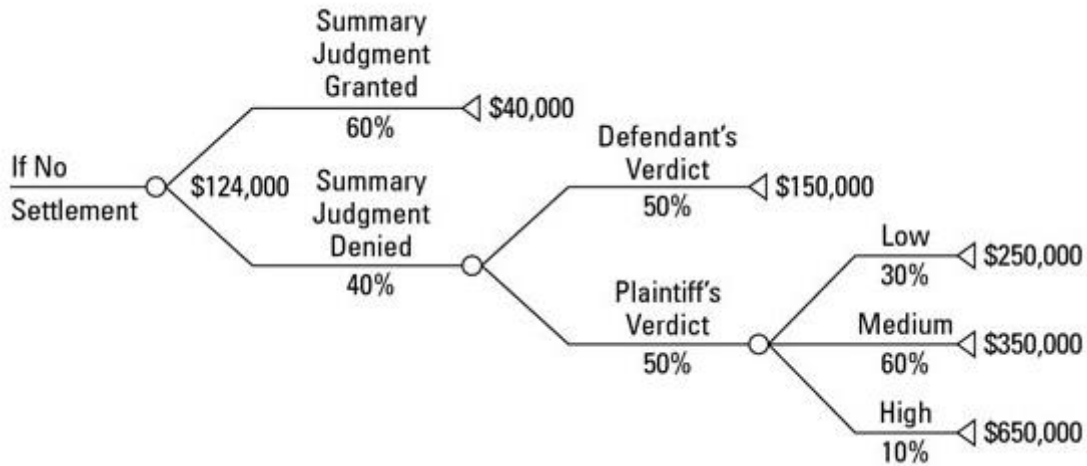 Summary
Judgment
Granted
60%
$40,000
If No
Settlement
$124,000
Summary
Judgment
Denied
40%
Defendant's
Verdict
50%
$150,000
Plaintiff's
Verdict
50%
Low
30%
$250,000
Medium
60%
$350,000
High
10%
$650,000